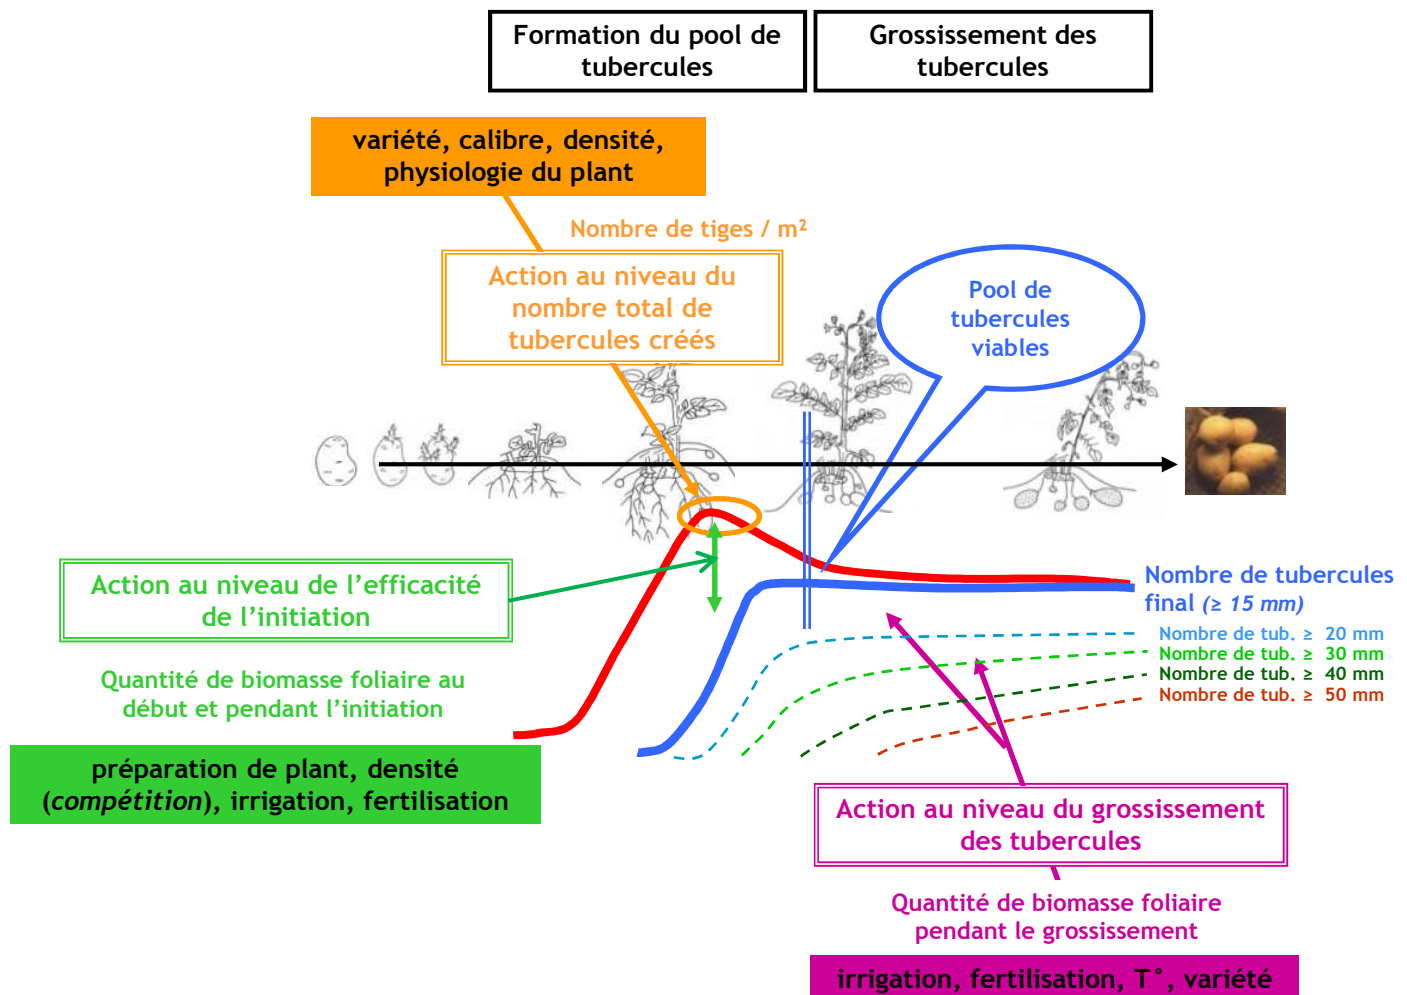 Formation du pool de
tubercules
Grossissement des
tubercules
variété, calibre, densité,
physiologie du plant
Nombre de tiges / m²
Action au niveau du
nombre total de
tubercules créés
Pool de
tubercules
viables
Action au niveau de l’efficacité
de l’initiation
Nombre de tubercules
final (≥ 15 mm)
Nombre de tub. ≥ 20 mm
Nombre de tub. ≥ 30 mm
Nombre de tub. ≥ 40 mm
Nombre de tub. ≥ 50 mm
Quantité de biomasse foliaire au
début et pendant l’initiation
préparation de plant, densité
(compétition), irrigation, fertilisation
Action au niveau du grossissement
des tubercules
Quantité de biomasse foliaire
pendant le grossissement
irrigation, fertilisation, T°, variété